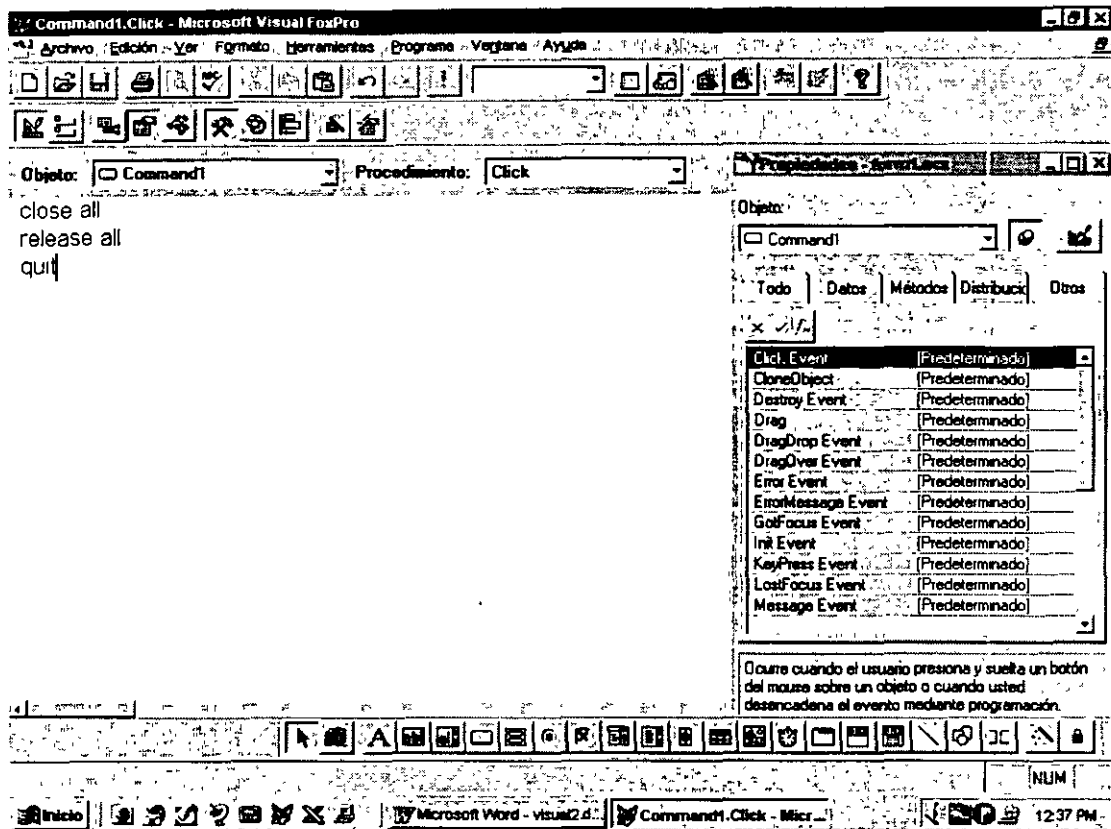 Command1.Click - Microsoft Visual FoxPro
Archivo Edición Ver Formato Herramientas Programa Ventana Ayuda
Objeto: Command1 Procedimiento: Click
close all
release all
quit
Propiedades - form1.scx
Objeto:
Command1
Todo Datos Métodos Distribució Otros
Click Event [Predeterminado]
CloneObject [Predeterminado]
Destroy Event [Predeterminado]
Drag [Predeterminado]
DragDrop Event [Predeterminado]
DragOver Event [Predeterminado]
Error Event [Predeterminado]
ErrorMessage Event [Predeterminado]
GotFocus Event [Predeterminado]
Init Event [Predeterminado]
KeyPress Event [Predeterminado]
LostFocus Event [Predeterminado]
Message Event [Predeterminado]
Ocurre cuando el usuario presiona y suelta un botón
del mouse sobre un objeto o cuando usted
desencadena el evento mediante programación.
NUM
Inicio Microsoft Word - visual2.d... Command1.Click - Micr... 12:37 PM